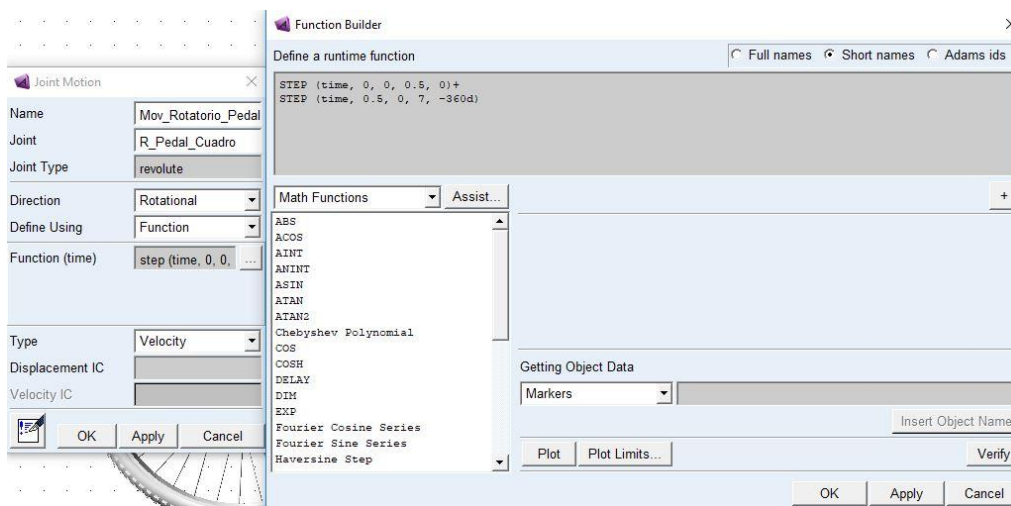 Joint Motion
Name
Mov_Rotatorio_Pedal
Joint
R_Pedal_Cuadro
Joint Type
revolute
Direction
Rotational
Define Using
Function
Function (time)
step (time, 0, 0,
...
Type
Velocity
Displacement IC
Velocity IC
OK
Apply
Cancel
Function Builder
Define a runtime function
Full names
Short names
Adams ids
STEP (time, 0, 0, 0.5, 0)+
STEP (time, 0.5, 0, 7, -360d)
Math Functions
Assist...
+
ABS
ACOS
AINT
ANINT
ASIN
ATAN
ATAN2
Chebyshev Polynomial
COS
COSH
DELAY
DIM
EXP
Fourier Cosine Series
Fourier Sine Series
Haversine Step
Getting Object Data
Markers
Insert Object Name
Plot
Plot Limits...
Verify
OK
Apply
Cancel